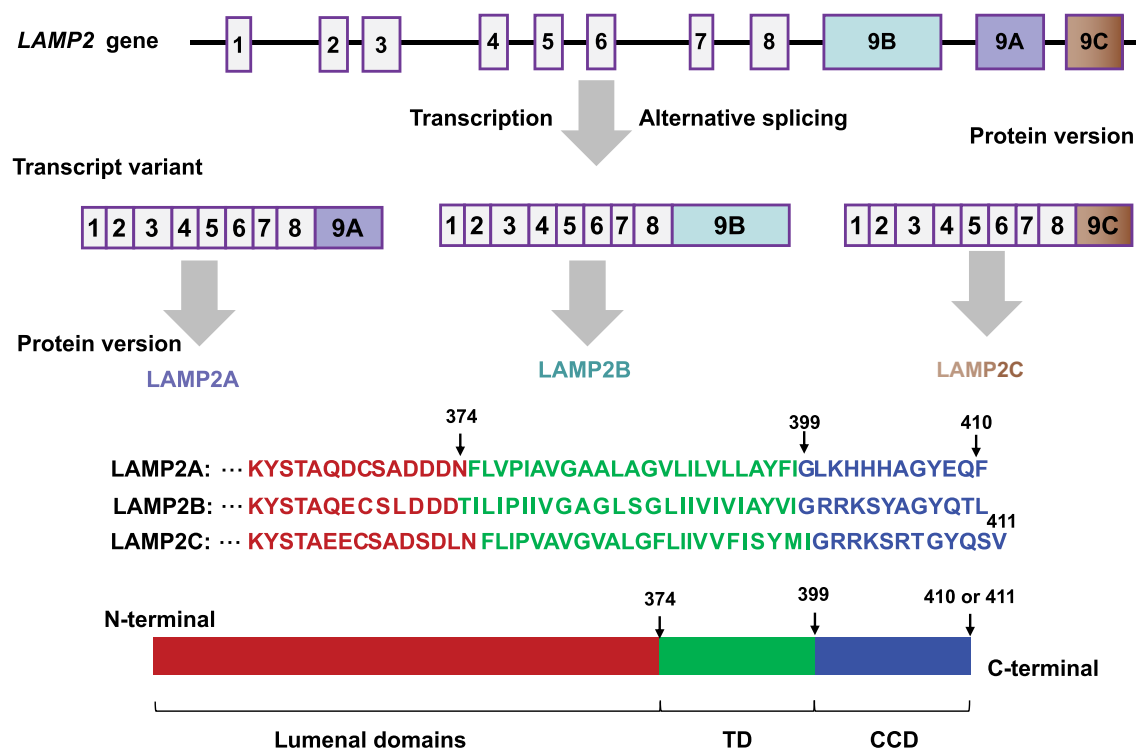 LAMP2 gene
1 2 3 4 5 6 7 8 9B 9A 9C
Transcription Alternative splicing
Protein version
Transcript variant
1 2 3 4 5 6 7 8 9A
1 2 3 4 5 6 7 8 9B
1 2 3 4 5 6 7 8 9C
Protein version
LAMP2A
LAMP2B
LAMP2C
374 399 410
LAMP2A: ··· KYSTAQDCSADDDNFLVPIAVGAALAGVLILVLLAYFIGLKHHHAGYEQF
LAMP2B: ··· KYSTAQECSLDDDTILIPIIVGAGLSGLIIVIVIAYVIGRRKSYAGYQTL
411
LAMP2C: ··· KYSTAEECSADSDLNFLIPVAVGVALGFLIIVVFISYMIGRRKSRTGYQSV
374 399 410 or 411
N-terminal
C-terminal
Lumenal domains TD CCD